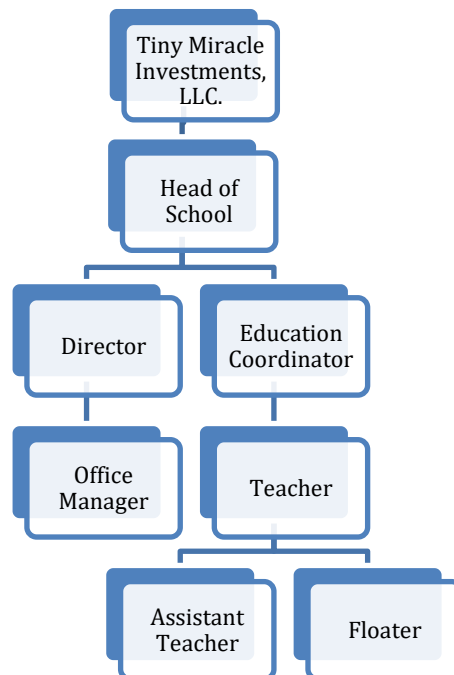 Tiny Miracle
Investments,
LLC.
Head of
School
Director
Education
Coordinator
Office
Manager
Teacher
Assistant
Teacher
Floater